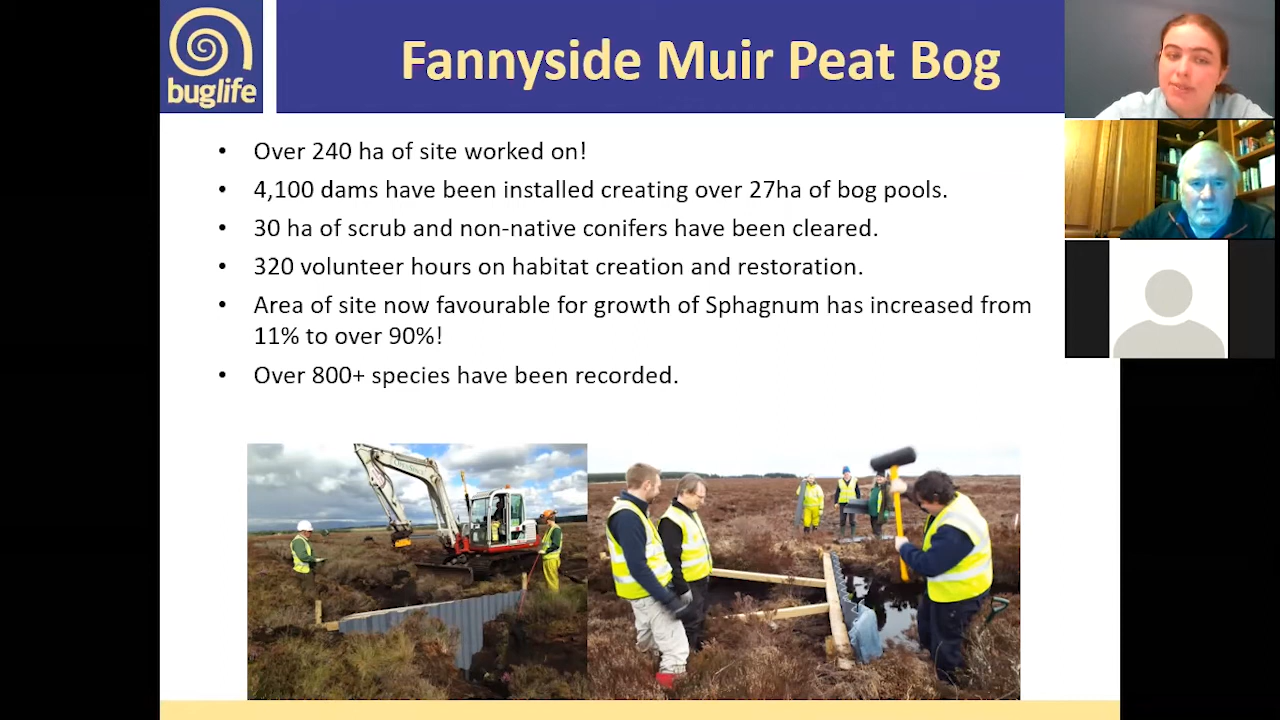 buglife
Fannyside Muir Peat Bog
• Over 240 ha of site worked on!
• 4,100 dams have been installed creating over 27ha of bog pools.
• 30 ha of scrub and non-native conifers have been cleared.
• 320 volunteer hours on habitat creation and restoration.
• Area of site now favourable for growth of Sphagnum has increased from
11% to over 90%!
• Over 800+ species have been recorded.